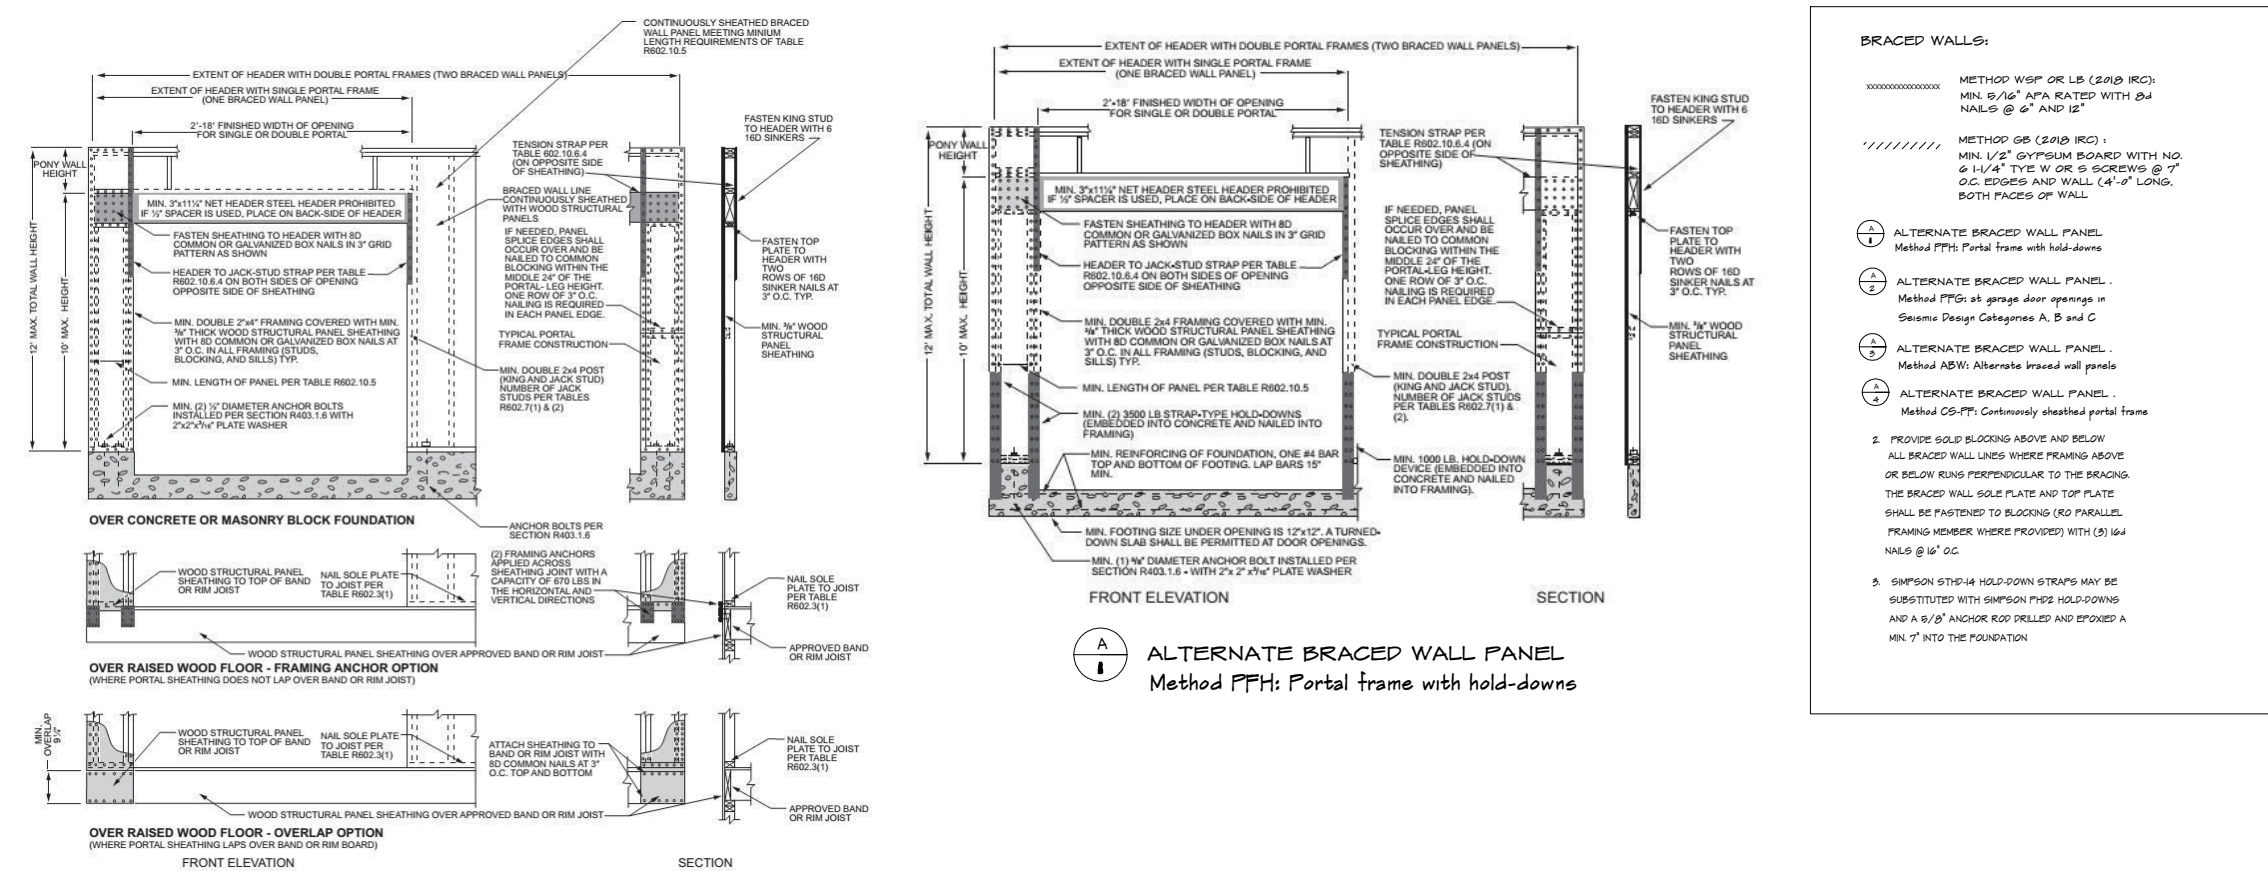 CONTINUOUSLY SHEATHED BRACED
WALL PANEL MEETING MINIUM
LENGTH REQUIREMENTS OF TABLE
R602.10.5
EXTENT OF HEADER WITH DOUBLE PORTAL FRAMES (TWO BRACED WALL PANELS)
EXTENT OF HEADER WITH SINGLE PORTAL FRAME
(ONE BRACED WALL PANEL)
2'-18' FINISHED WIDTH OF OPENING
FOR SINGLE OR DOUBLE PORTAL
PONY WALL
HEIGHT
12' MAX. TOTAL WALL HEIGHT
10' MAX. HEIGHT
MIN. 3"x11¼" NET HEADER STEEL HEADER PROHIBITED
IF ½" SPACER IS USED, PLACE ON BACK-SIDE OF HEADER
FASTEN SHEATHING TO HEADER WITH 8D
COMMON OR GALVANIZED BOX NAILS IN 3" GRID
PATTERN AS SHOWN
HEADER TO JACK-STUD STRAP PER TABLE
R602.10.6.4 ON BOTH SIDES OF OPENING
OPPOSITE SIDE OF SHEATHING
MIN. DOUBLE 2"x4" FRAMING COVERED WITH MIN.
⅜" THICK WOOD STRUCTURAL PANEL SHEATHING
WITH 8D COMMON OR GALVANIZED BOX NAILS AT
3" O.C. IN ALL FRAMING (STUDS,
BLOCKING, AND SILLS) TYP.
MIN. LENGTH OF PANEL PER TABLE R602.10.5
MIN. (2) ½" DIAMETER ANCHOR BOLTS
INSTALLED PER SECTION R403.1.6 WITH
2"x2"x³/₁₆" PLATE WASHER
TENSION STRAP PER
TABLE 602.10.6.4
(ON OPPOSITE SIDE
OF SHEATHING)
BRACED WALL LINE
CONTINUOUSLY SHEATHED
WITH WOOD STRUCTURAL
PANELS
IF NEEDED, PANEL
SPLICE EDGES SHALL
OCCUR OVER AND BE
NAILED TO COMMON
BLOCKING WITHIN THE
MIDDLE 24" OF THE
PORTAL- LEG HEIGHT.
ONE ROW OF 3" O.C.
NAILING IS REQUIRED
IN EACH PANEL EDGE.
TYPICAL PORTAL
FRAME CONSTRUCTION
MIN. DOUBLE 2x4 POST
(KING AND JACK STUD)
NUMBER OF JACK
STUDS PER TABLES
R602.7(1) & (2)
FASTEN KING STUD
TO HEADER WITH 6
16D SINKERS
FASTEN TOP
PLATE TO
HEADER WITH
TWO
ROWS OF 16D
SINKER NAILS AT
3" O.C. TYP.
MIN. ⅜" WOOD
STRUCTURAL
PANEL
SHEATHING
OVER CONCRETE OR MASONRY BLOCK FOUNDATION
ANCHOR BOLTS PER
SECTION R403.1.6
WOOD STRUCTURAL PANEL
SHEATHING TO TOP OF BAND
OR RIM JOIST
NAIL SOLE PLATE
TO JOIST PER
TABLE R602.3(1)
(2) FRAMING ANCHORS
APPLIED ACROSS
SHEATHING JOINT WITH A
CAPACITY OF 670 LBS IN
THE HORIZONTAL AND
VERTICAL DIRECTIONS
NAIL SOLE
PLATE TO JOIST
PER TABLE
R602.3(1)
WOOD STRUCTURAL PANEL SHEATHING OVER APPROVED BAND OR RIM JOIST
APPROVED BAND
OR RIM JOIST
OVER RAISED WOOD FLOOR - FRAMING ANCHOR OPTION
(WHERE PORTAL SHEATHING DOES NOT LAP OVER BAND OR RIM JOIST)
MIN.
OVERLAP
9¼"
WOOD STRUCTURAL PANEL
SHEATHING TO TOP OF BAND
OR RIM JOIST
NAIL SOLE PLATE
TO JOIST PER
TABLE R602.3(1)
ATTACH SHEATHING TO
BAND OR RIM JOIST WITH
8D COMMON NAILS AT 3"
O.C. TOP AND BOTTOM
NAIL SOLE
PLATE TO JOIST
PER TABLE
R602.3(1)
WOOD STRUCTURAL PANEL SHEATHING OVER APPROVED BAND OR RIM JOIST
APPROVED BAND
OR RIM JOIST
OVER RAISED WOOD FLOOR - OVERLAP OPTION
(WHERE PORTAL SHEATHING LAPS OVER BAND OR RIM BOARD)
FRONT ELEVATION
SECTION
EXTENT OF HEADER WITH DOUBLE PORTAL FRAMES (TWO BRACED WALL PANELS)
EXTENT OF HEADER WITH SINGLE PORTAL FRAME
(ONE BRACED WALL PANEL)
2'-18' FINISHED WIDTH OF OPENING
FOR SINGLE OR DOUBLE PORTAL
PONY WALL
HEIGHT
12' MAX. TOTAL WALL HEIGHT
10' MAX. HEIGHT
MIN. 3"x11¼" NET HEADER STEEL HEADER PROHIBITED
IF ½" SPACER IS USED, PLACE ON BACK-SIDE OF HEADER
FASTEN SHEATHING TO HEADER WITH 8D
COMMON OR GALVANIZED BOX NAILS IN 3" GRID
PATTERN AS SHOWN
HEADER TO JACK-STUD STRAP PER TABLE
R602.10.6.4 ON BOTH SIDES OF OPENING
OPPOSITE SIDE OF SHEATHING
MIN. DOUBLE 2x4 FRAMING COVERED WITH MIN.
⅜" THICK WOOD STRUCTURAL PANEL SHEATHING
WITH 8D COMMON OR GALVANIZED BOX NAILS AT
3" O.C. IN ALL FRAMING (STUDS, BLOCKING, AND
SILLS) TYP.
MIN. LENGTH OF PANEL PER TABLE R602.10.5
MIN. (2) 3500 LB STRAP-TYPE HOLD-DOWNS
(EMBEDDED INTO CONCRETE AND NAILED INTO
FRAMING)
MIN. REINFORCING OF FOUNDATION, ONE #4 BAR
TOP AND BOTTOM OF FOOTING. LAP BARS 15"
MIN.
MIN. FOOTING SIZE UNDER OPENING IS 12"x12". A TURNED-
DOWN SLAB SHALL BE PERMITTED AT DOOR OPENINGS.
MIN. (1) ⅝" DIAMETER ANCHOR BOLT INSTALLED PER
SECTION R403.1.6 - WITH 2"x 2" x³/₁₆" PLATE WASHER
TENSION STRAP PER
TABLE R602.10.6.4 (ON
OPPOSITE SIDE OF
SHEATHING)
IF NEEDED, PANEL
SPLICE EDGES SHALL
OCCUR OVER AND BE
NAILED TO COMMON
BLOCKING WITHIN THE
MIDDLE 24" OF THE
PORTAL-LEG HEIGHT.
ONE ROW OF 3" O.C.
NAILING IS REQUIRED
IN EACH PANEL EDGE.
TYPICAL PORTAL
FRAME CONSTRUCTION
MIN. DOUBLE 2x4 POST
(KING AND JACK STUD).
NUMBER OF JACK STUDS
PER TABLES R602.7(1) &
(2).
MIN. 1000 LB. HOLD-DOWN
DEVICE (EMBEDDED INTO
CONCRETE AND NAILED
INTO FRAMING).
FASTEN KING STUD
TO HEADER WITH 6
16D SINKERS
FASTEN TOP
PLATE TO
HEADER WITH
TWO
ROWS OF 16D
SINKER NAILS AT
3" O.C. TYP.
MIN. ⅜" WOOD
STRUCTURAL
PANEL
SHEATHING
FRONT ELEVATION
SECTION
A
1
ALTERNATE BRACED WALL PANEL
Method PFH: Portal frame with hold-downs
BRACED WALLS:
xxxxxxxxxxxxxxxx
METHOD WSP OR LB (2018 IRC):
MIN. 5/16" APA RATED WITH 8d
NAILS @ 6" AND 12"
METHOD GB (2018 IRC) :
MIN. 1/2" GYPSUM BOARD WITH NO.
6 1-1/4" TYE W OR S SCREWS @ 7"
O.C. EDGES AND WALL (4'-0" LONG,
BOTH FACES OF WALL
A
1
ALTERNATE BRACED WALL PANEL
Method PFH: Portal frame with hold-downs
A
2
ALTERNATE BRACED WALL PANEL .
Method PFG: at garage door openings in
Seismic Design Categories A, B and C
A
3
ALTERNATE BRACED WALL PANEL .
Method ABW: Alternate braced wall panels
A
4
ALTERNATE BRACED WALL PANEL .
Method CS-PF: Continuously sheathed portal frame
2. PROVIDE SOLID BLOCKING ABOVE AND BELOW
ALL BRACED WALL LINES WHERE FRAMING ABOVE
OR BELOW RUNS PERPENDICULAR TO THE BRACING.
THE BRACED WALL SOLE PLATE AND TOP PLATE
SHALL BE FASTENED TO BLOCKING (RO PARALLEL
FRAMING MEMBER WHERE PROVIDED) WITH (3) 16d
NAILS @ 16" O.C.
3. SIMPSON STHD-14 HOLD-DOWN STRAPS MAY BE
SUBSTITUTED WITH SIMPSON PHD2 HOLD-DOWNS
AND A 5/8" ANCHOR ROD DRILLED AND EPOXIED A
MIN. 7" INTO THE FOUNDATION